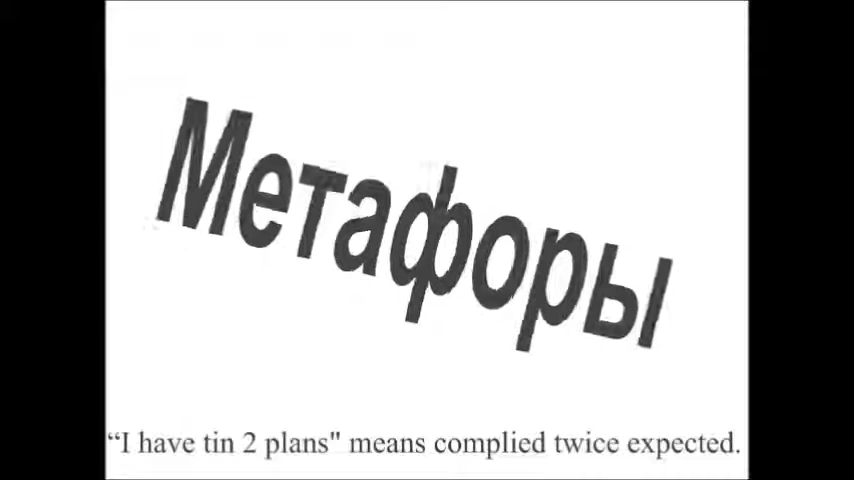 Метафоры
“I have tin 2 plans" means complied twice expected.